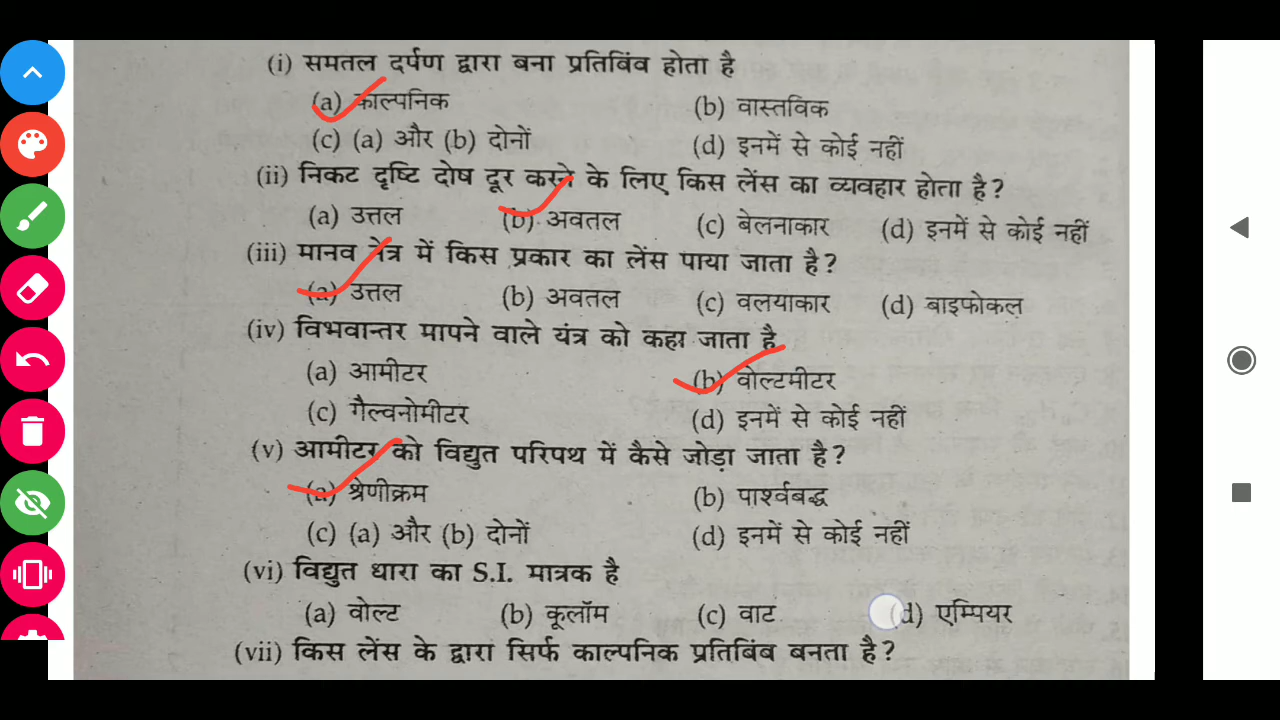 (i) समतल दर्पण द्वारा बना प्रतिबिंब होता है
(a) काल्पनिक (b) वास्तविक
(c) (a) और (b) दोनों (d) इनमें से कोई नहीं
(ii) निकट दृष्टि दोष दूर करने के लिए किस लेंस का व्यवहार होता है?
(a) उत्तल (b) अवतल (c) बेलनाकार (d) इनमें से कोई नहीं
(iii) मानव नेत्र में किस प्रकार का लेंस पाया जाता है?
(a) उत्तल (b) अवतल (c) वलयाकार (d) बाइफोकल
(iv) विभवान्तर मापने वाले यंत्र को कहा जाता है
(a) आमीटर (b) वोल्टमीटर
(c) गैल्वनोमीटर (d) इनमें से कोई नहीं
(v) आमीटर को विद्युत परिपथ में कैसे जोड़ा जाता है?
(a) श्रेणीक्रम (b) पार्श्वबद्ध
(c) (a) और (b) दोनों (d) इनमें से कोई नहीं
(vi) विद्युत धारा का S.I. मात्रक है
(a) वोल्ट (b) कूलॉम (c) वाट (d) एम्पियर
(vii) किस लेंस के द्वारा सिर्फ काल्पनिक प्रतिबिंब बनता है?